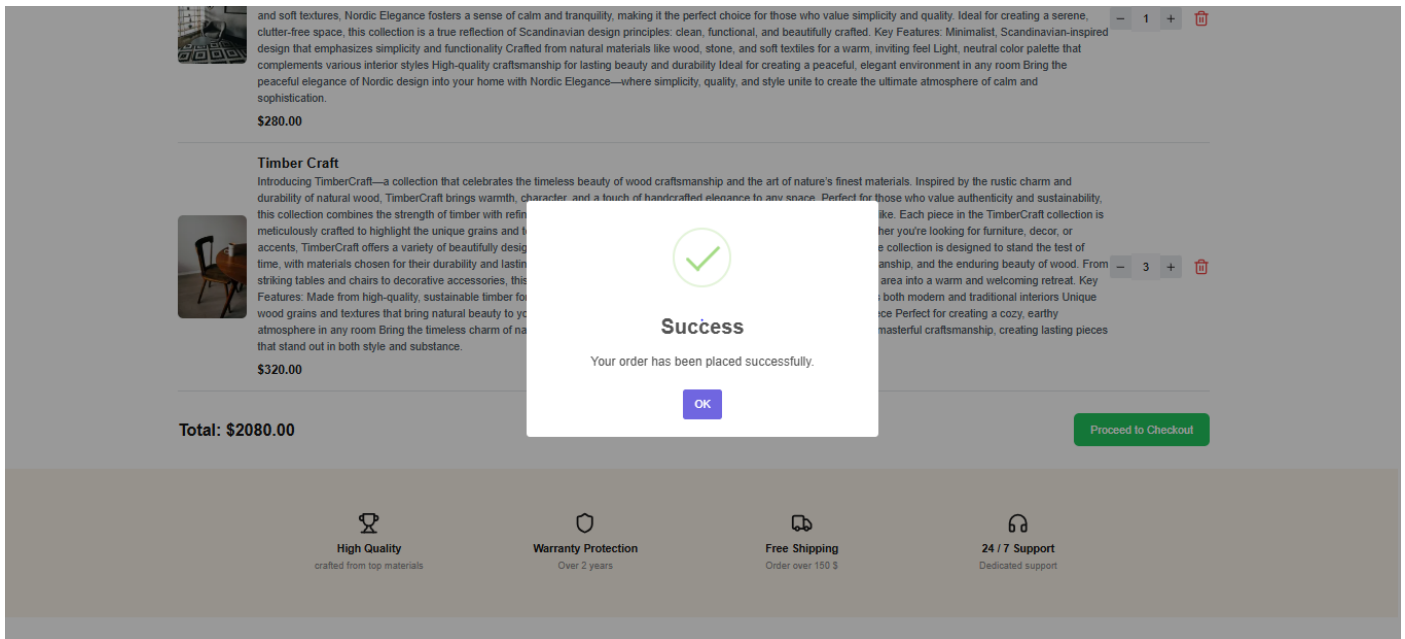 and soft textures, Nordic Elegance fosters a sense of calm and tranquility, making it the perfect choice for those who value simplicity and quality. Ideal for creating a serene,
clutter-free space, this collection is a true reflection of Scandinavian design principles: clean, functional, and beautifully crafted. Key Features: Minimalist, Scandinavian-inspired
design that emphasizes simplicity and functionality Crafted from natural materials like wood, stone, and soft textiles for a warm, inviting feel Light, neutral color palette that
complements various interior styles High-quality craftsmanship for lasting beauty and durability Ideal for creating a peaceful, elegant environment in any room Bring the
peaceful elegance of Nordic design into your home with Nordic Elegance—where simplicity, quality, and style unite to create the ultimate atmosphere of calm and
sophistication.
− 1 +
$280.00
Timber Craft
Introducing TimberCraft—a collection that celebrates the timeless beauty of wood craftsmanship and the art of nature's finest materials. Inspired by the rustic charm and
durability of natural wood, TimberCraft brings warmth, character, and a touch of handcrafted elegance to any space. Perfect for those who value authenticity and sustainability,
this collection combines the strength of timber with refin ike. Each piece in the TimberCraft collection is
meticulously crafted to highlight the unique grains and t her you're looking for furniture, decor, or
accents, TimberCraft offers a variety of beautifully desig e collection is designed to stand the test of
time, with materials chosen for their durability and lastin anship, and the enduring beauty of wood. From
striking tables and chairs to decorative accessories, this area into a warm and welcoming retreat. Key
Features: Made from high-quality, sustainable timber fo both modern and traditional interiors Unique
wood grains and textures that bring natural beauty to yo ce Perfect for creating a cozy, earthy
atmosphere in any room Bring the timeless charm of na masterful craftsmanship, creating lasting pieces
that stand out in both style and substance.
− 3 +
$320.00
Success
Your order has been placed successfully.
OK
Total: $2080.00
Proceed to Checkout
High Quality
crafted from top materials
Warranty Protection
Over 2 years
Free Shipping
Order over 150 $
24 / 7 Support
Dedicated support